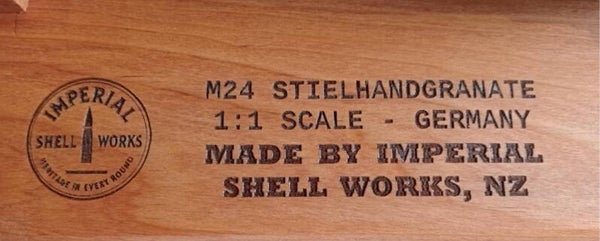 IMPERIAL
SHELL WORKS
HERITAGE IN EVERY ROUND
M24 STIELHANDGRANATE
1:1 SCALE - GERMANY
MADE BY IMPERIAL
SHELL WORKS, NZ